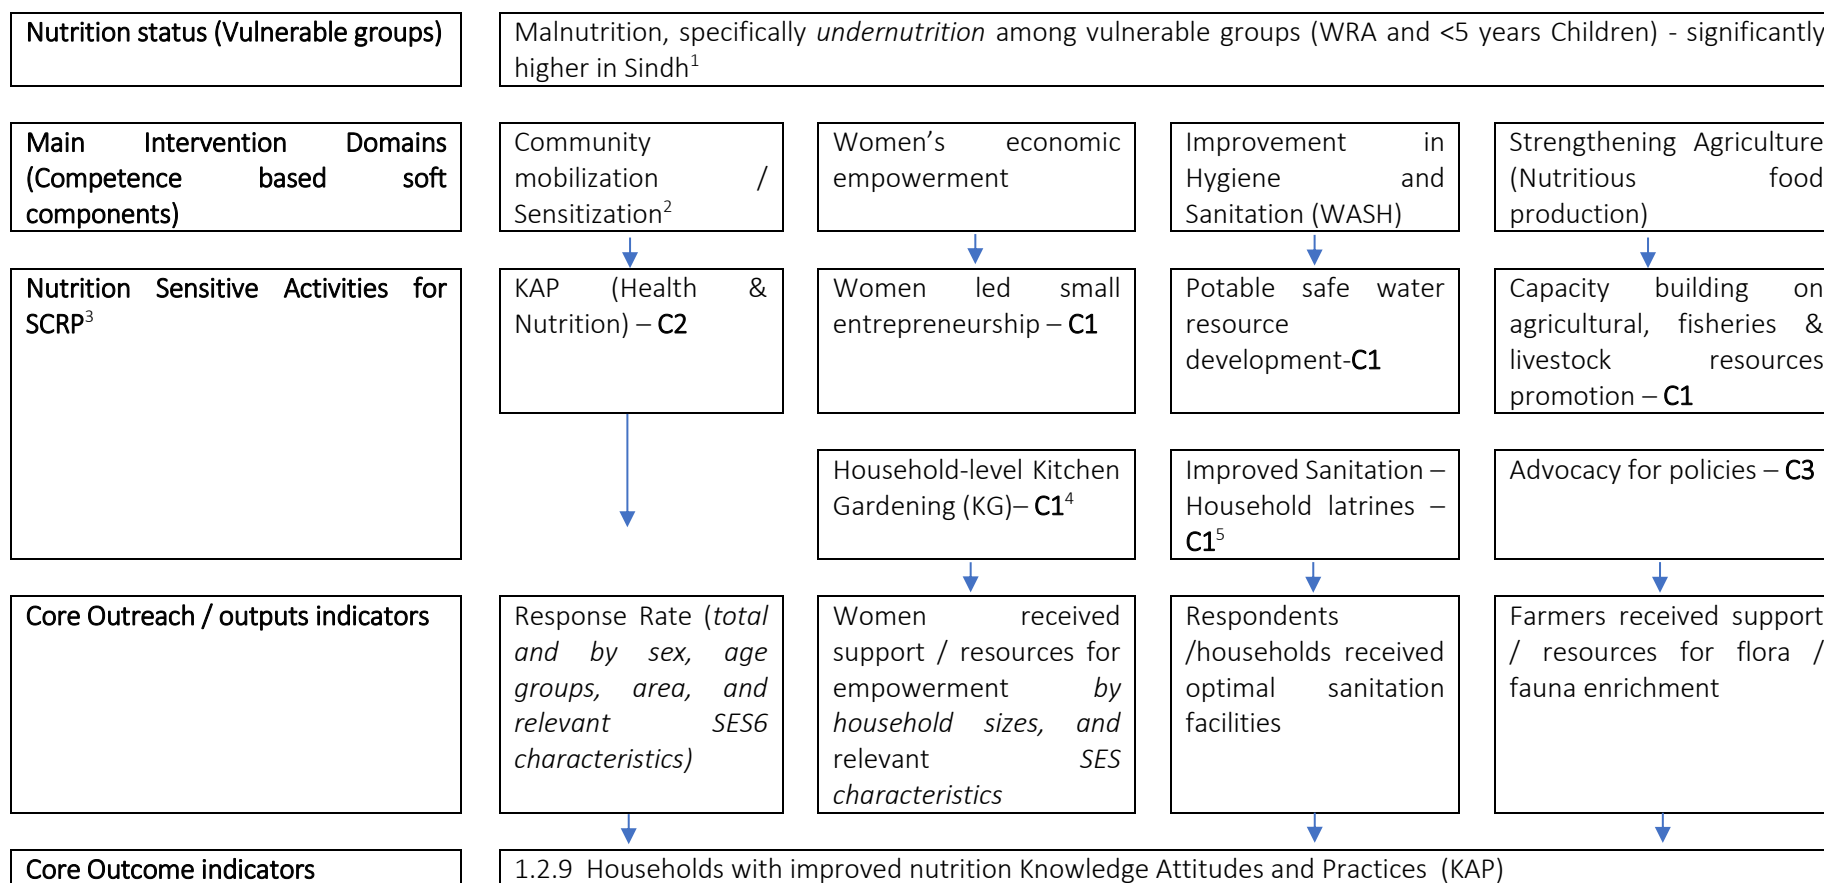 Nutrition status (Vulnerable groups)
Malnutrition, specifically undernutrition among vulnerable groups (WRA and <5 years Children) - significantly
higher in Sindh1
Main Intervention Domains
(Competence based soft
components)
Community
mobilization /
Sensitization2
Women’s economic
empowerment
Improvement in
Hygiene and
Sanitation (WASH)
Strengthening Agriculture
(Nutritious food
production)
Nutrition Sensitive Activities for
SCRP3
KAP (Health &
Nutrition) – C2
Women led small
entrepreneurship – C1
Potable safe water
resource
development-C1
Capacity building on
agricultural, fisheries &
livestock resources
promotion – C1
Household-level Kitchen
Gardening (KG)– C14
Improved Sanitation –
Household latrines –
C15
Advocacy for policies – C3
Core Outreach / outputs indicators
Response Rate (total
and by sex, age
groups, area, and
relevant SES6
characteristics)
Women received
support / resources for
empowerment by
household sizes, and
relevant SES
characteristics
Respondents
/households received
optimal sanitation
facilities
Farmers received support
/ resources for flora /
fauna enrichment
Core Outcome indicators
1.2.9 Households with improved nutrition Knowledge Attitudes and Practices (KAP)